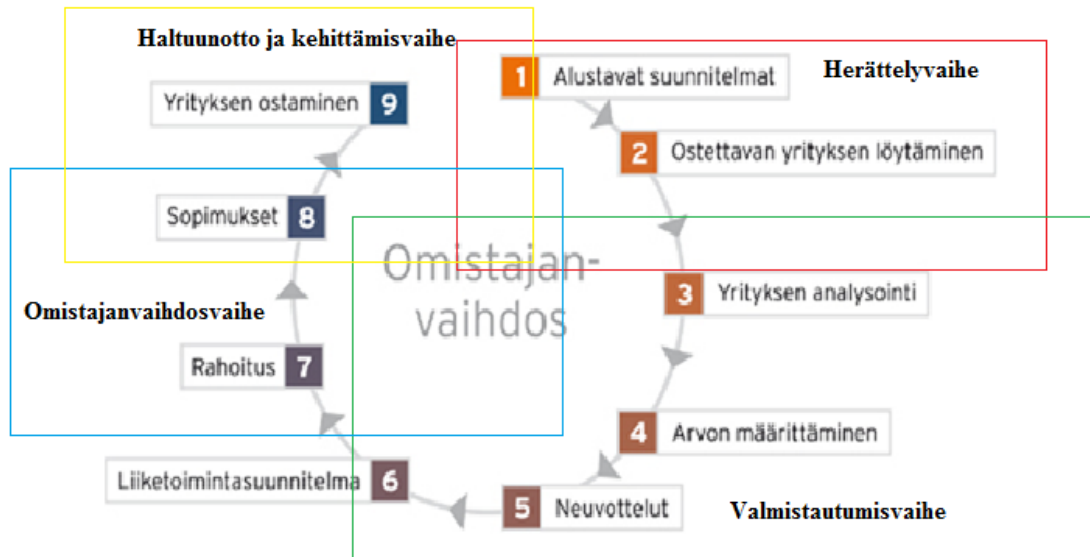 Haltuunotto ja kehittämisvaihe
Herättelyvaihe
1 Alustavat suunnitelmat
2 Ostettavan yrityksen löytäminen
3 Yrityksen analysointi
4 Arvon määrittäminen
5 Neuvottelut
Valmistautumisvaihe
6 Liiketoimintasuunnitelma
7 Rahoitus
Omistajanvaihdosvaihe
8 Sopimukset
9 Yrityksen ostaminen
Omistajan-
vaihdos